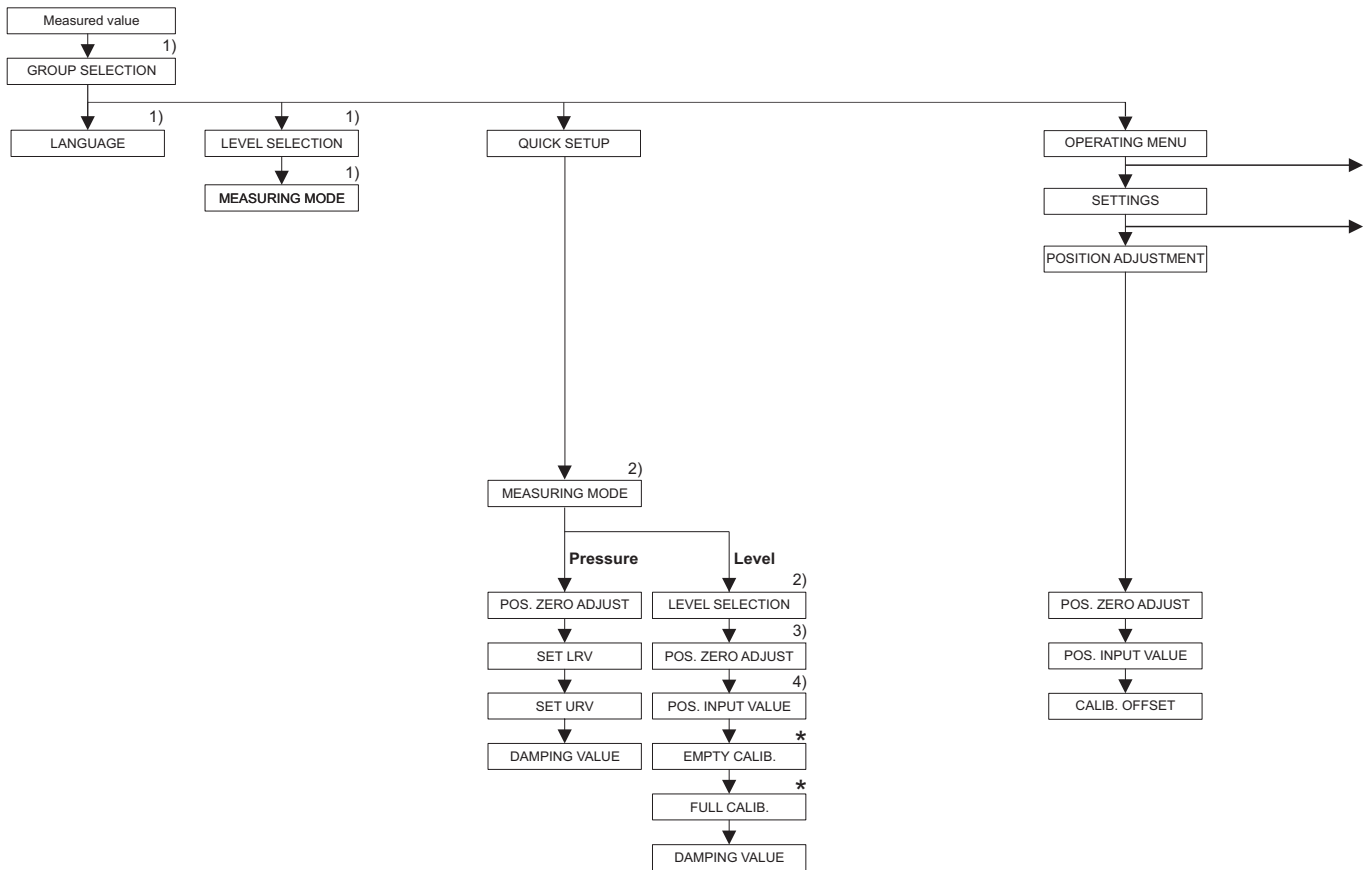 Measured value
1)
GROUP SELECTION
1)
LANGUAGE
1)
LEVEL SELECTION
QUICK SETUP
OPERATING MENU
1)
MEASURING MODE
SETTINGS
POSITION ADJUSTMENT
2)
MEASURING MODE
Pressure
Level
2)
POS. ZERO ADJUST
LEVEL SELECTION
POS. ZERO ADJUST
3)
SET LRV
POS. ZERO ADJUST
POS. INPUT VALUE
4)
SET URV
POS. INPUT VALUE
CALIB. OFFSET
*
DAMPING VALUE
EMPTY CALIB.
*
FULL CALIB.
DAMPING VALUE